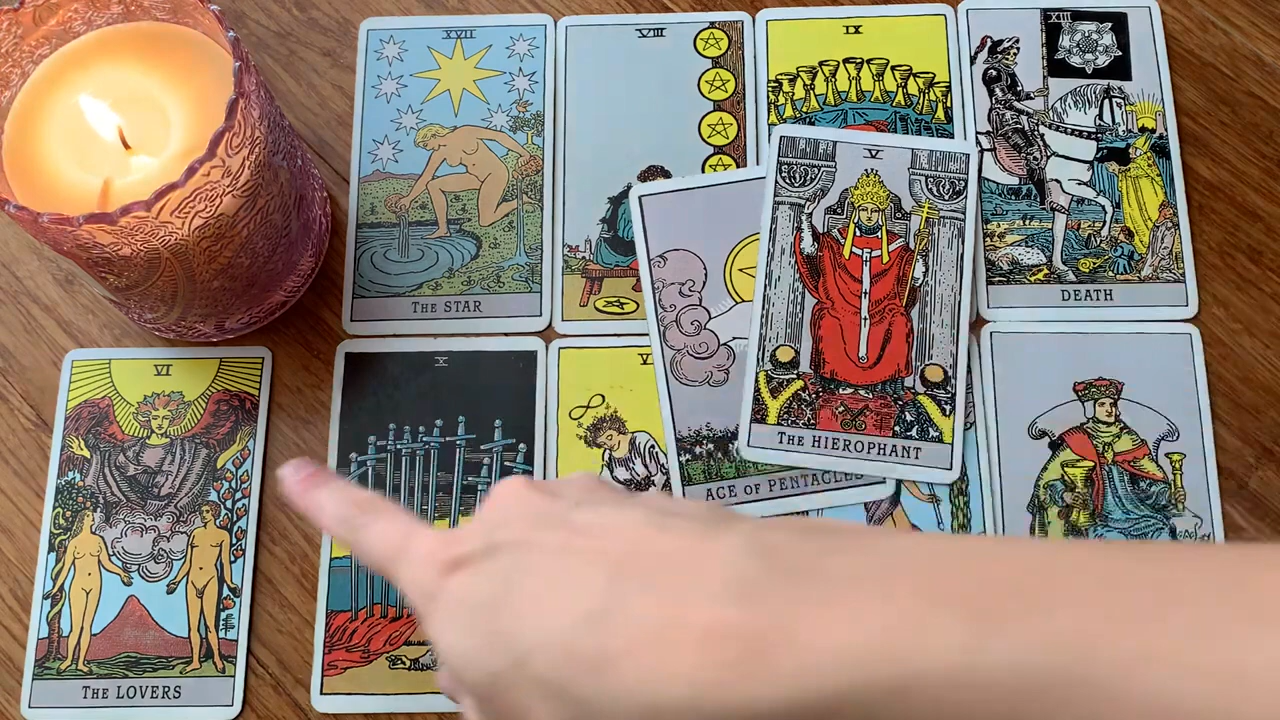 XVII
THE STAR
VIII
IX
XIII
DEATH
V
THE HIEROPHANT
ACE OF PENTACLES
VI
THE LOVERS
X
V